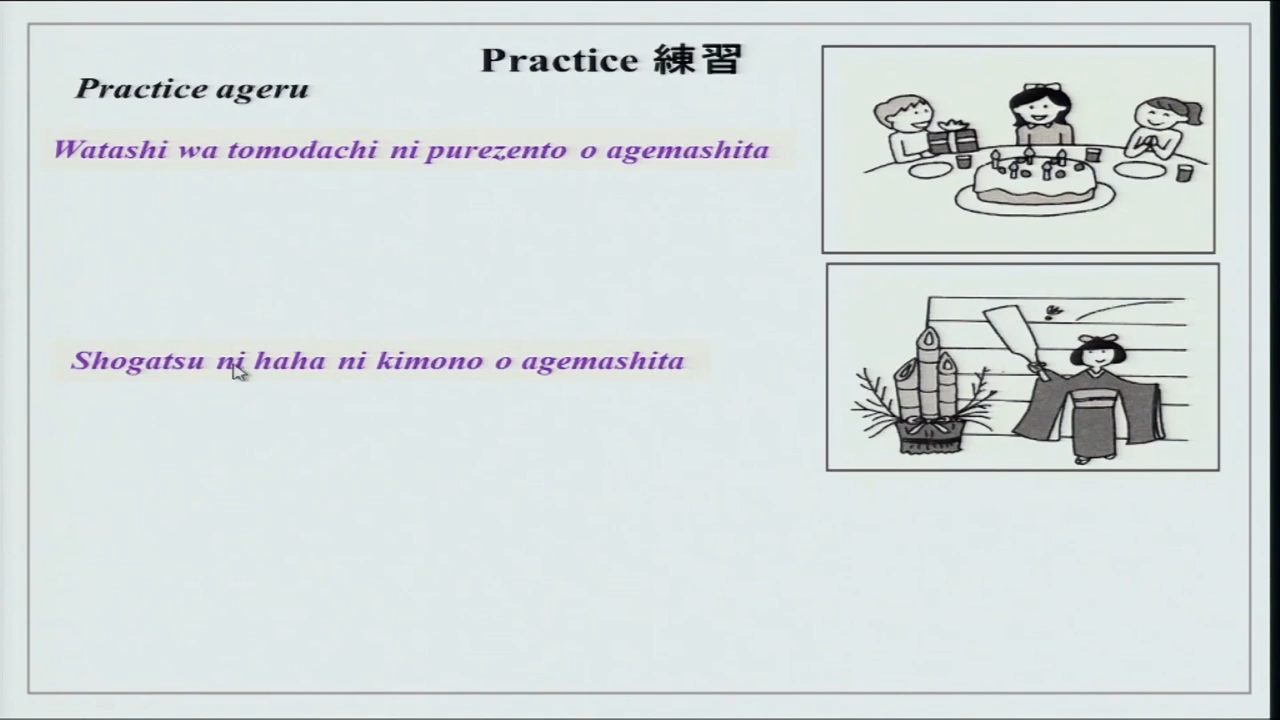 Practice 練習
Practice ageru
Watashi wa tomodachi ni purezento o agemashita
Shogatsu ni haha ni kimono o agemashita